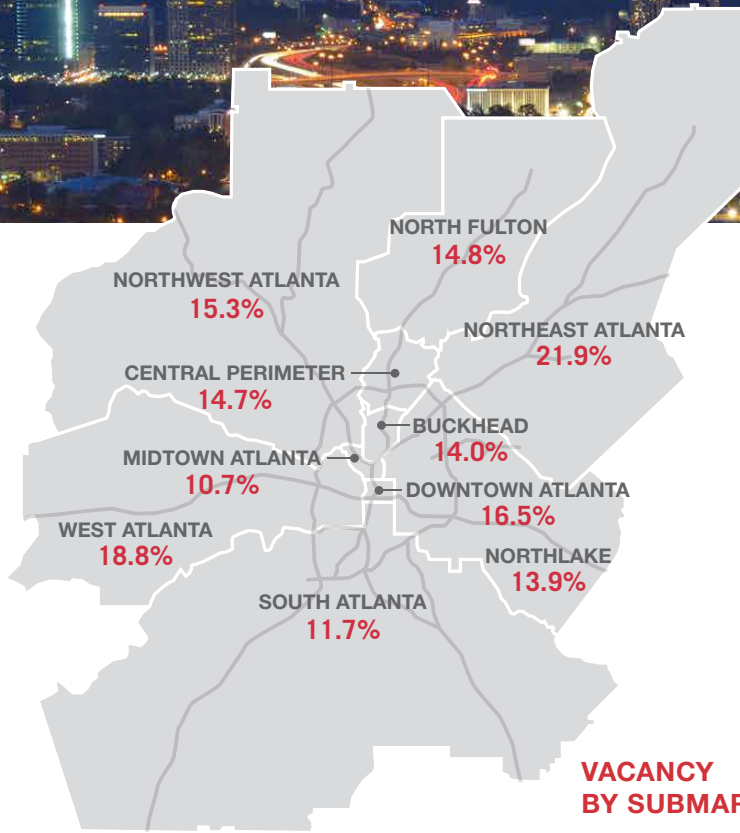 NORTH FULTON
14.8%
NORTHWEST ATLANTA
15.3%
NORTHEAST ATLANTA
21.9%
CENTRAL PERIMETER
14.7%
BUCKHEAD
14.0%
MIDTOWN ATLANTA
10.7%
DOWNTOWN ATLANTA
16.5%
WEST ATLANTA
18.8%
NORTHLAKE
13.9%
SOUTH ATLANTA
11.7%
VACANCY
BY SUBMAR